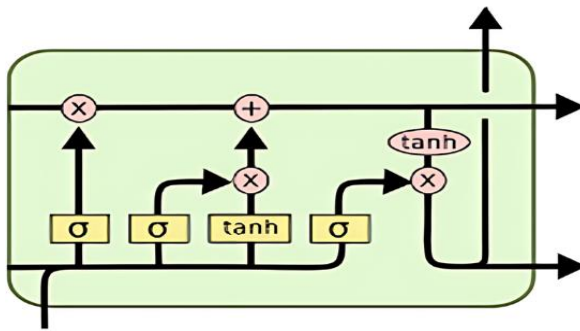 × +
tanh
× ×
σ σ tanh σ